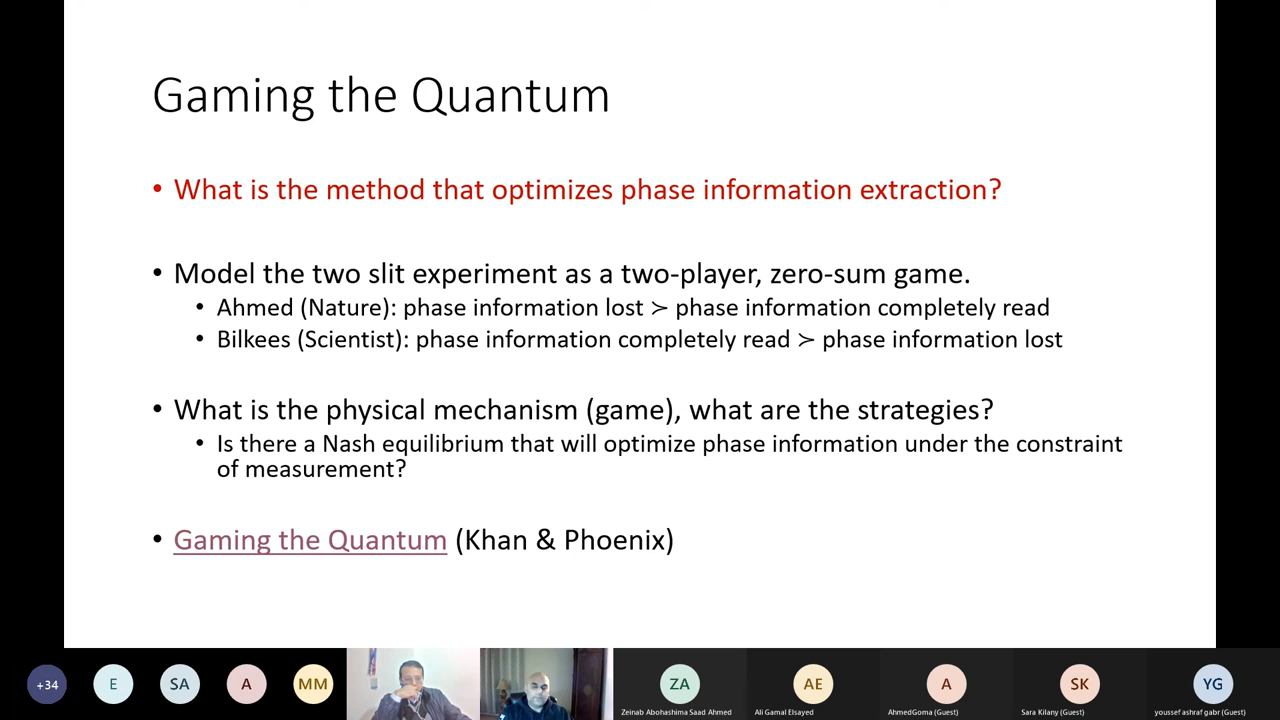 Gaming the Quantum
• What is the method that optimizes phase information extraction?
• Model the two slit experiment as a two-player, zero-sum game.
• Ahmed (Nature): phase information lost ≻ phase information completely read
• Bilkees (Scientist): phase information completely read ≻ phase information lost
• What is the physical mechanism (game), what are the strategies?
• Is there a Nash equilibrium that will optimize phase information under the constraint
of measurement?
• Gaming the Quantum (Khan & Phoenix)
+34 E SA A MM ZA AE A SK YG
Zeinab Abohashima Saad Ahmed Ali Gamal Elsayed AhmedGoma (Guest) Sara Kilany (Guest) youssef ashraf gabr (Guest)